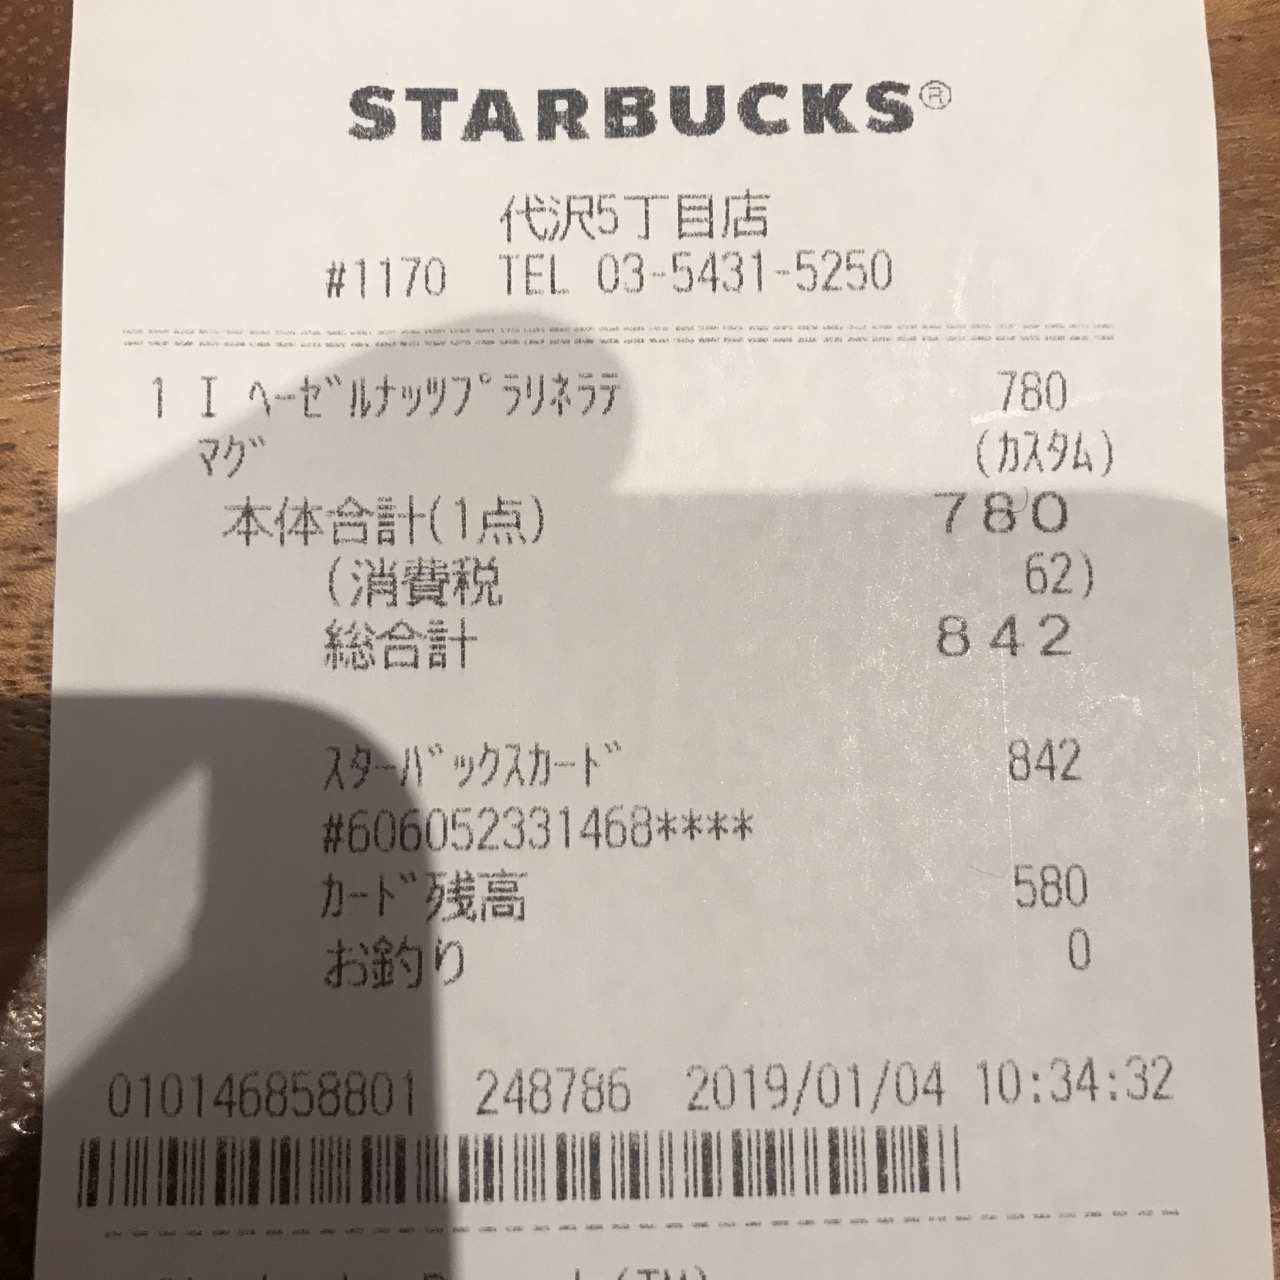 STARBUCKS®
代沢5丁目店
#1170 TEL 03-5431-5250
1 I ﾍｰｾﾞﾙﾅｯﾂﾌﾟﾗﾘﾈﾗﾃ 780
ﾏｸﾞ (ｶｽﾀﾑ)
本体合計(1点) 780
(消費税 62)
総合計 842
ｽﾀｰﾊﾞｯｸｽｶｰﾄﾞ 842
#606052331468****
ｶｰﾄﾞ残高 580
お釣り 0
010146858801 248786 2019/01/04 10:34:32